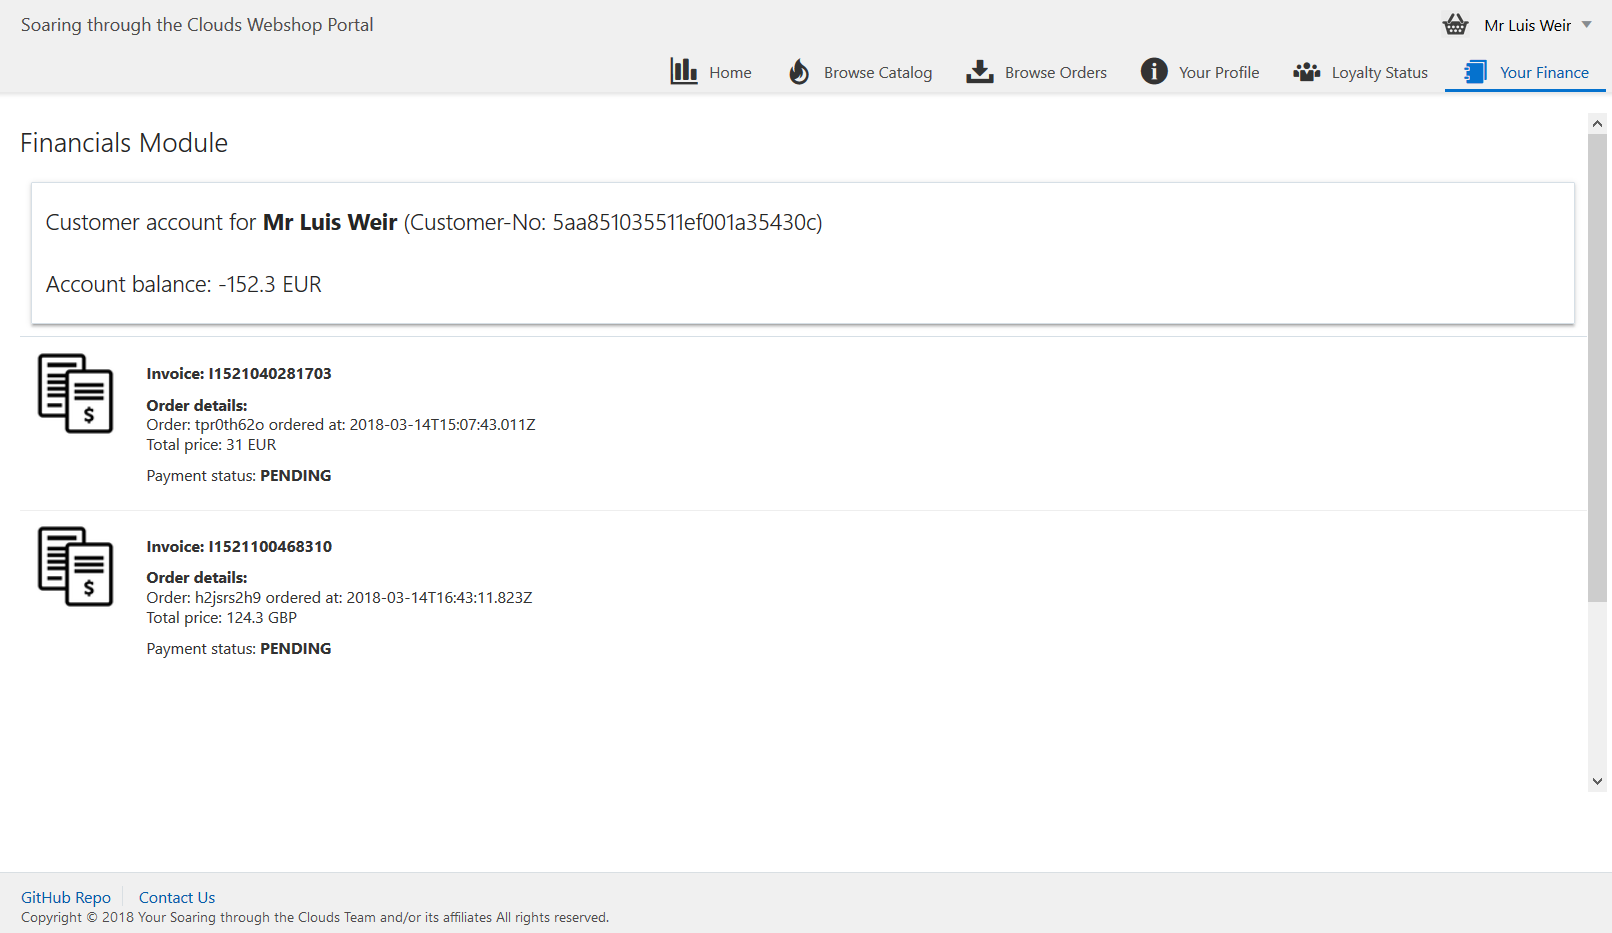 Soaring through the Clouds Webshop Portal
Mr Luis Weir
Home
Browse Catalog
Browse Orders
Your Profile
Loyalty Status
Your Finance
Financials Module
Customer account for Mr Luis Weir (Customer-No: 5aa851035511ef001a35430c)
Account balance: -152.3 EUR
$
Invoice: I1521040281703
Order details:
Order: tpr0th62o ordered at: 2018-03-14T15:07:43.011Z
Total price: 31 EUR
Payment status: PENDING
$
Invoice: I1521100468310
Order details:
Order: h2jsrs2h9 ordered at: 2018-03-14T16:43:11.823Z
Total price: 124.3 GBP
Payment status: PENDING
GitHub Repo
Contact Us
Copyright © 2018 Your Soaring through the Clouds Team and/or its affiliates All rights reserved.